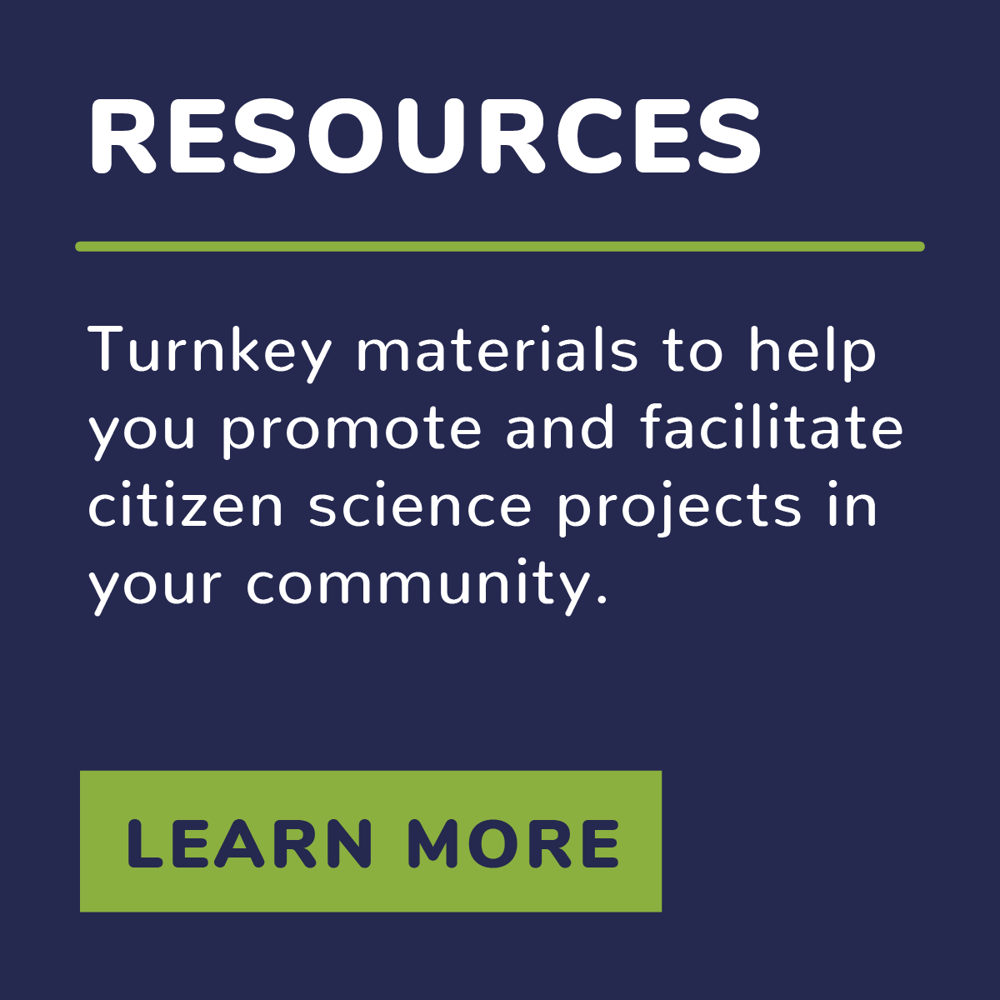 RESOURCES
Turnkey materials to help
you promote and facilitate
citizen science projects in
your community.
LEARN MORE